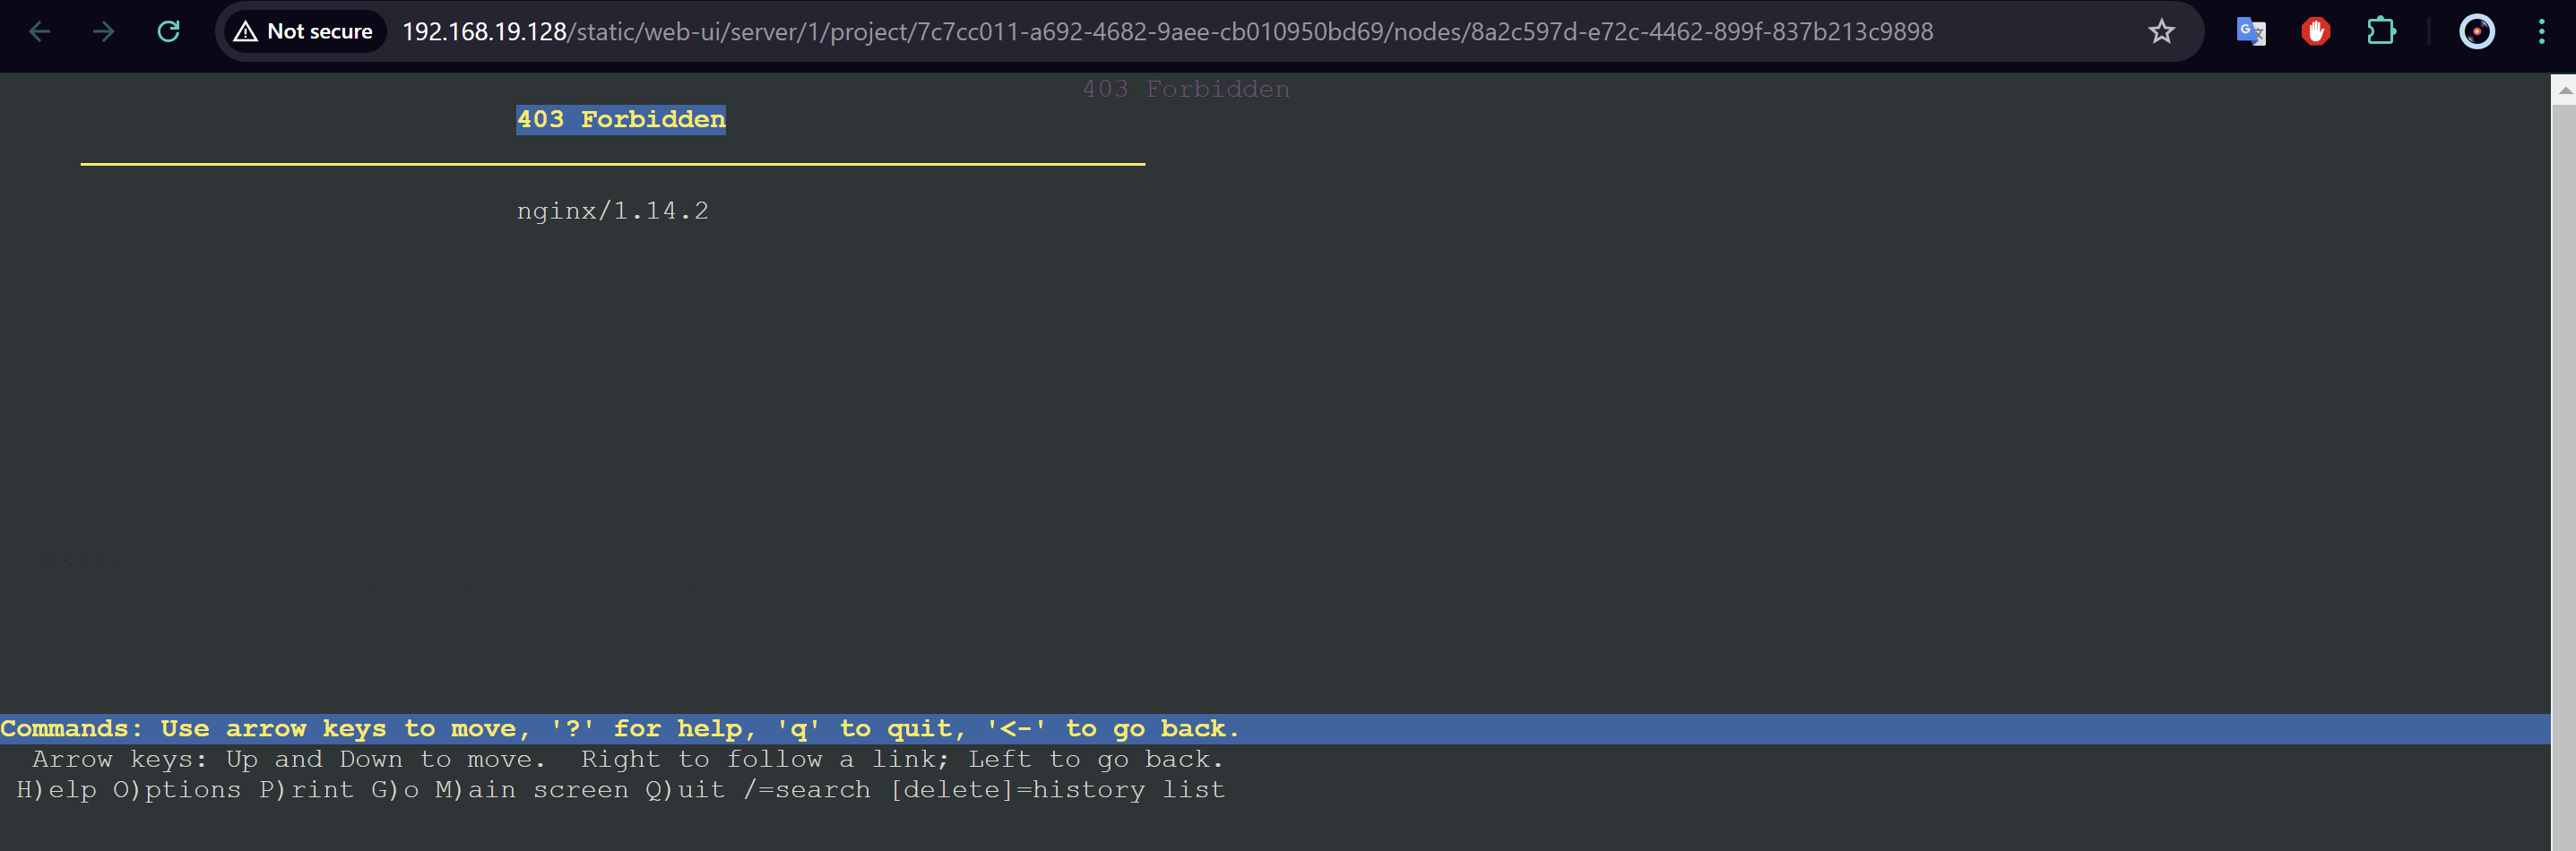 Not secure 192.168.19.128/static/web-ui/server/1/project/7c7cc011-a692-4682-9aee-cb010950bd69/nodes/8a2c597d-e72c-4462-899f-837b213c9898
403 Forbidden
403 Forbidden
nginx/1.14.2
Commands: Use arrow keys to move, '?' for help, 'q' to quit, '<-' to go back.
Arrow keys: Up and Down to move.  Right to follow a link; Left to go back.
H)elp O)ptions P)rint G)o M)ain screen Q)uit /=search [delete]=history list